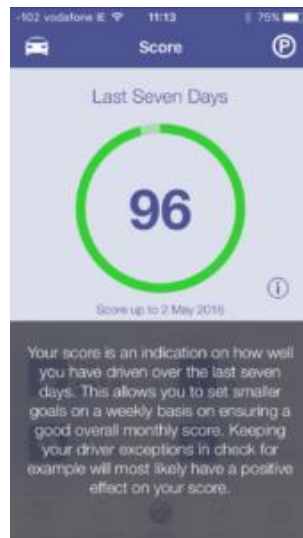 -102 vodafone IE 11:13 75%
Score
P
Last Seven Days
96
i
Score up to 2 May 2016
Your score is an indication on how well
you have driven over the last seven
days. This allows you to set smaller
goals on a weekly basis on ensuring a
good overall monthly score. Keeping
your driver exceptions in check for
example will most likely have a positive
effect on your score.